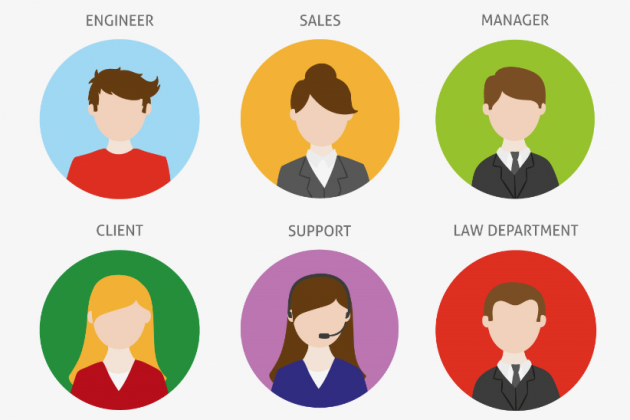 ENGINEER
SALES
MANAGER
CLIENT
SUPPORT
LAW DEPARTMENT